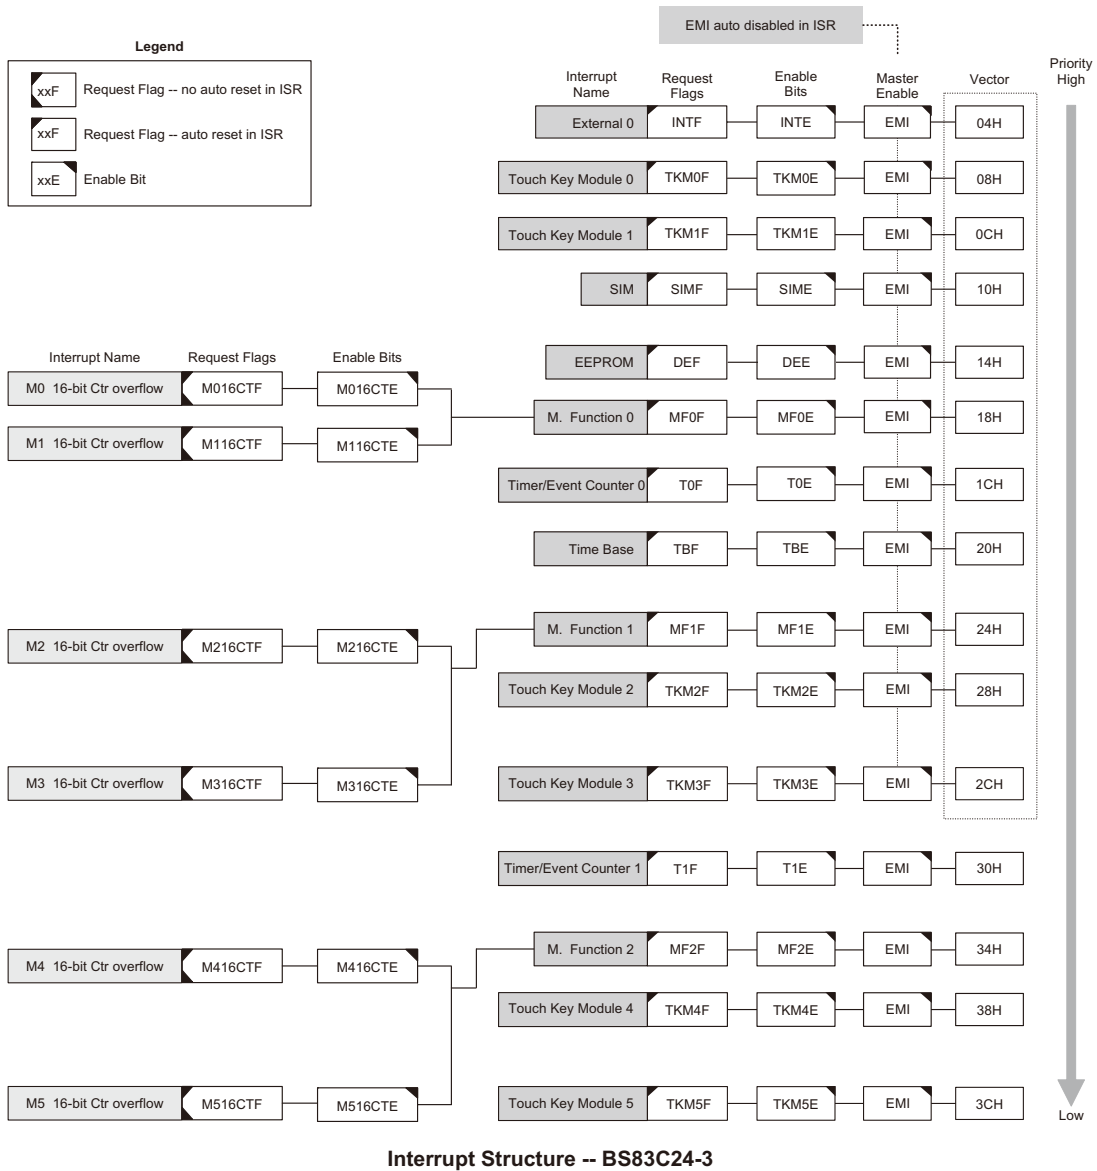 EMI auto disabled in ISR
Legend
xxF Request Flag -- no auto reset in ISR
xxF Request Flag -- auto reset in ISR
xxE Enable Bit
Interrupt Name
Request Flags
Enable Bits
Master Enable
Vector
Priority High
External 0 INTF INTE EMI 04H
Touch Key Module 0 TKM0F TKM0E EMI 08H
Touch Key Module 1 TKM1F TKM1E EMI 0CH
SIM SIMF SIME EMI 10H
Interrupt Name Request Flags Enable Bits
EEPROM DEF DEE EMI 14H
M0 16-bit Ctr overflow M016CTF M016CTE
M. Function 0 MF0F MF0E EMI 18H
M1 16-bit Ctr overflow M116CTF M116CTE
Timer/Event Counter 0 T0F T0E EMI 1CH
Time Base TBF TBE EMI 20H
M. Function 1 MF1F MF1E EMI 24H
M2 16-bit Ctr overflow M216CTF M216CTE
Touch Key Module 2 TKM2F TKM2E EMI 28H
M3 16-bit Ctr overflow M316CTF M316CTE
Touch Key Module 3 TKM3F TKM3E EMI 2CH
Timer/Event Counter 1 T1F T1E EMI 30H
M. Function 2 MF2F MF2E EMI 34H
M4 16-bit Ctr overflow M416CTF M416CTE
Touch Key Module 4 TKM4F TKM4E EMI 38H
M5 16-bit Ctr overflow M516CTF M516CTE
Touch Key Module 5 TKM5F TKM5E EMI 3CH
Low
Interrupt Structure -- BS83C24-3